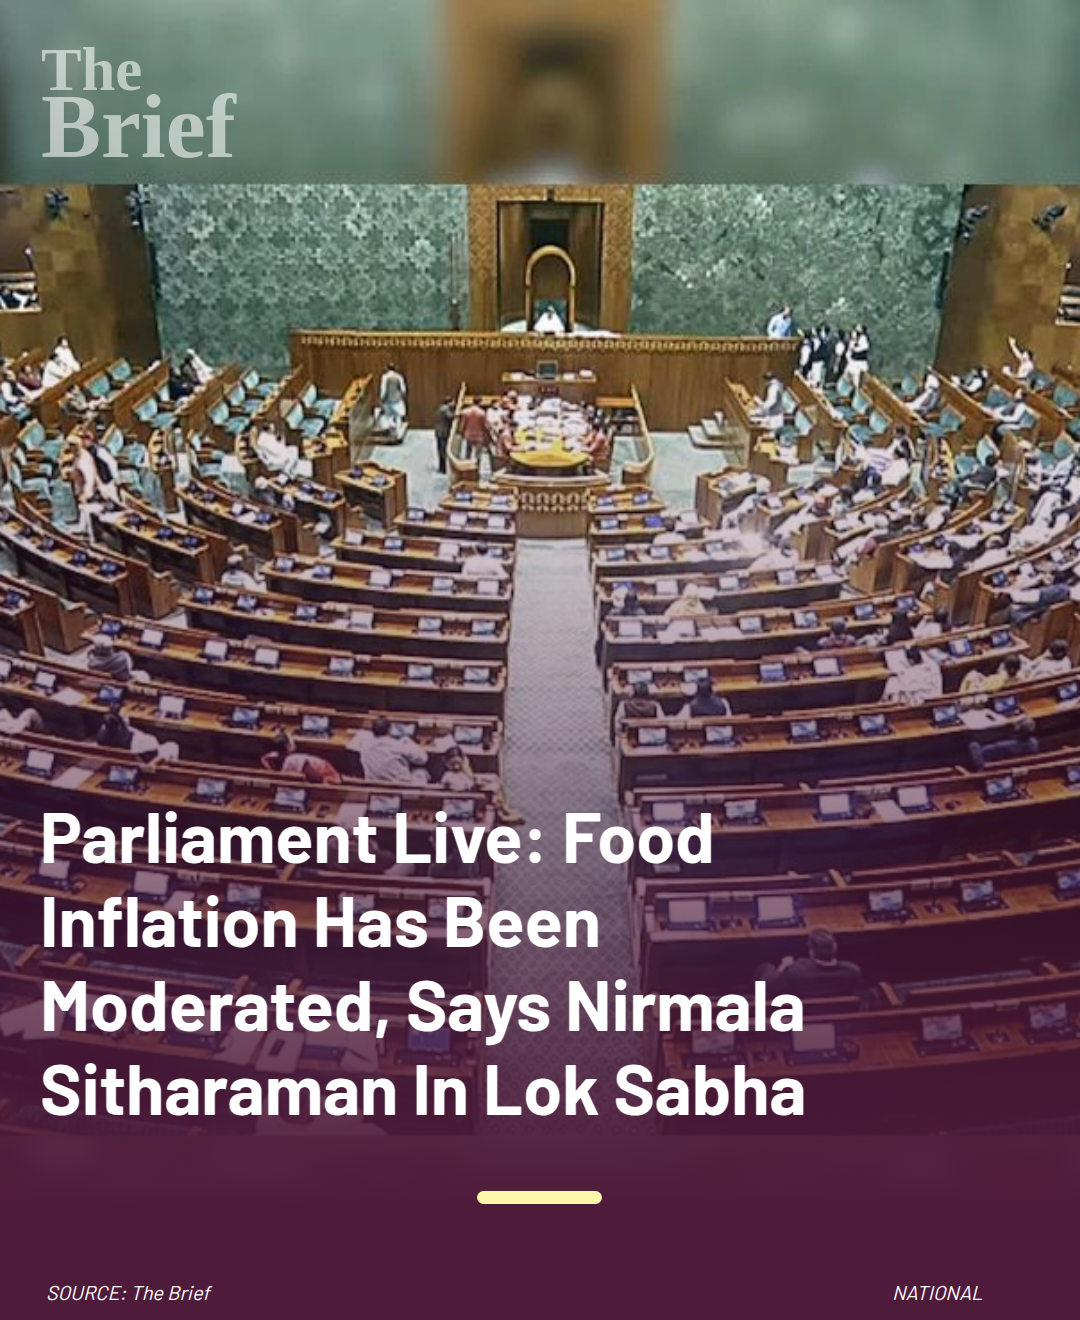 The
Brief
Parliament Live: Food
Inflation Has Been
Moderated, Says Nirmala
Sitharaman In Lok Sabha
SOURCE: The Brief
NATIONAL